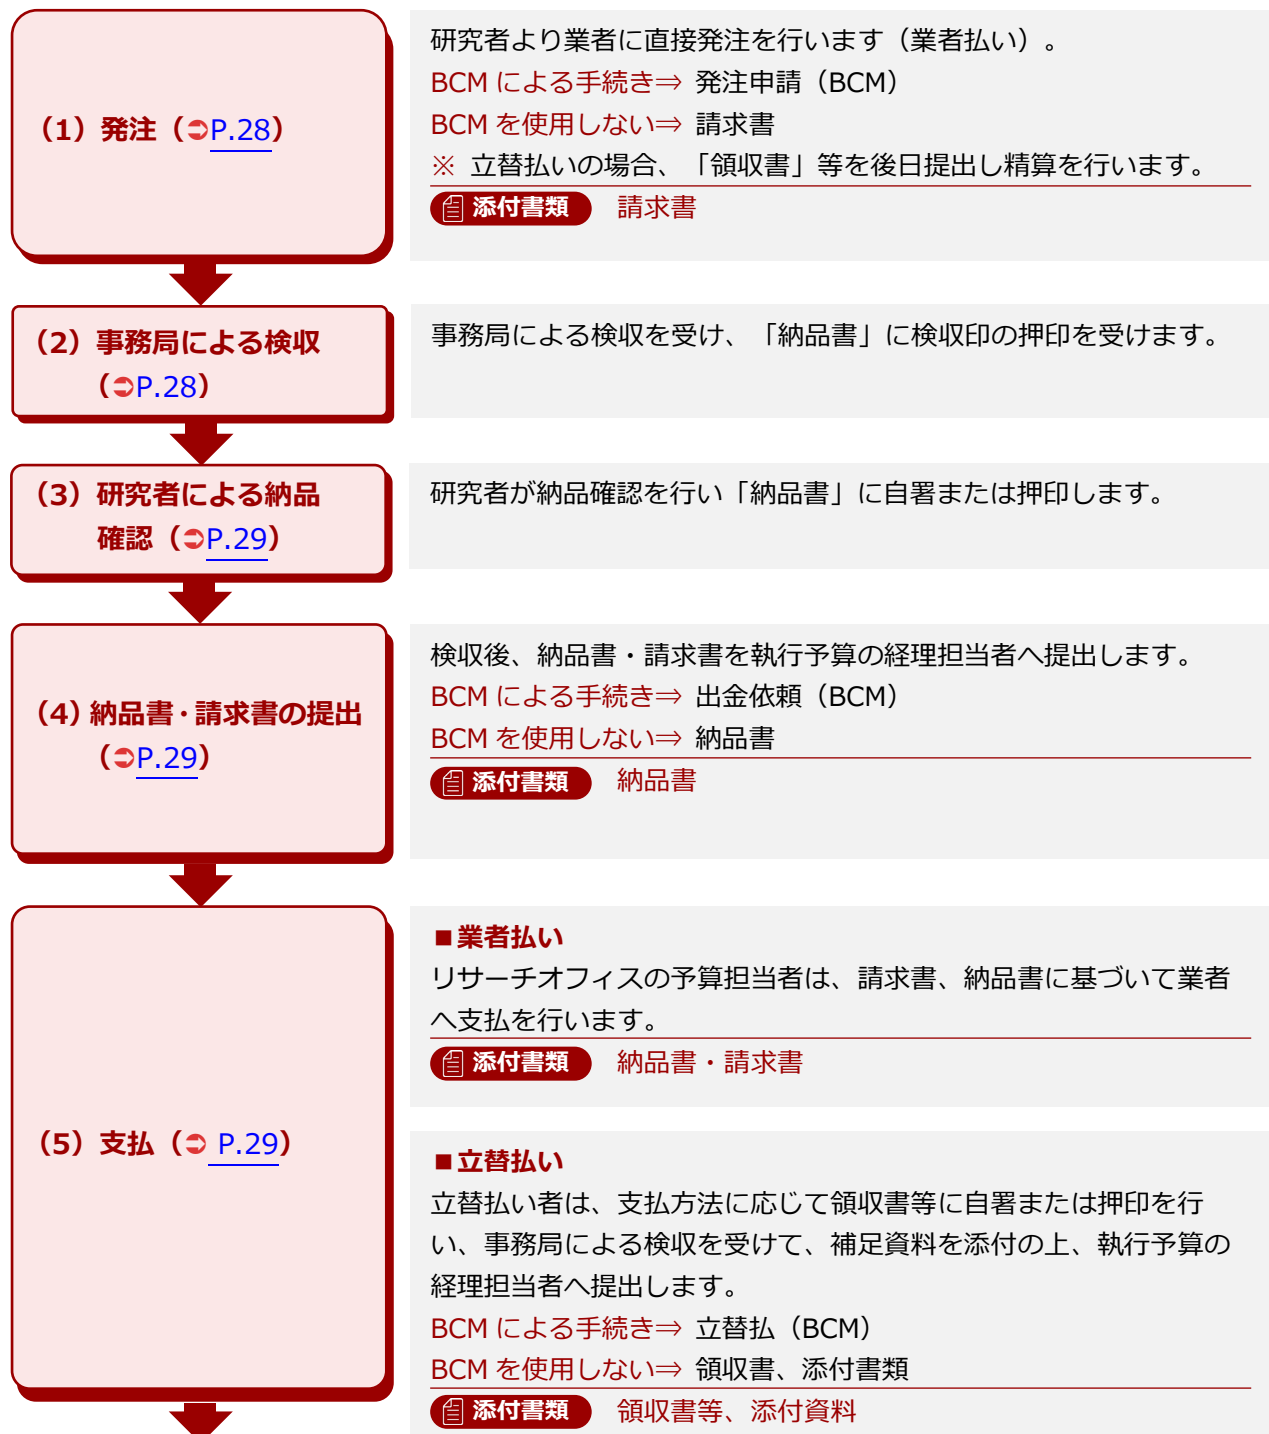 （1）発注（➲P.28）
研究者より業者に直接発注を行います（業者払い）。
BCM による手続き⇒ 発注申請（BCM）
BCM を使用しない⇒ 請求書
※ 立替払いの場合、「領収書」等を後日提出し精算を行います。
添付書類 請求書
（2）事務局による検収
（➲P.28）
事務局による検収を受け、「納品書」に検収印の押印を受けます。
（3）研究者による納品
確認（➲P.29）
研究者が納品確認を行い「納品書」に自署または押印します。
（4）納品書・請求書の提出
（➲P.29）
検収後、納品書・請求書を執行予算の経理担当者へ提出します。
BCM による手続き⇒ 出金依頼（BCM）
BCM を使用しない⇒ 納品書
添付書類 納品書
（5）支払（➲ P.29）
■業者払い
リサーチオフィスの予算担当者は、請求書、納品書に基づいて業者
へ支払を行います。
添付書類 納品書・請求書
■立替払い
立替払い者は、支払方法に応じて領収書等に自署または押印を行
い、事務局による検収を受けて、補足資料を添付の上、執行予算の
経理担当者へ提出します。
BCM による手続き⇒ 立替払（BCM）
BCM を使用しない⇒ 領収書、添付書類
添付書類 領収書等、添付資料